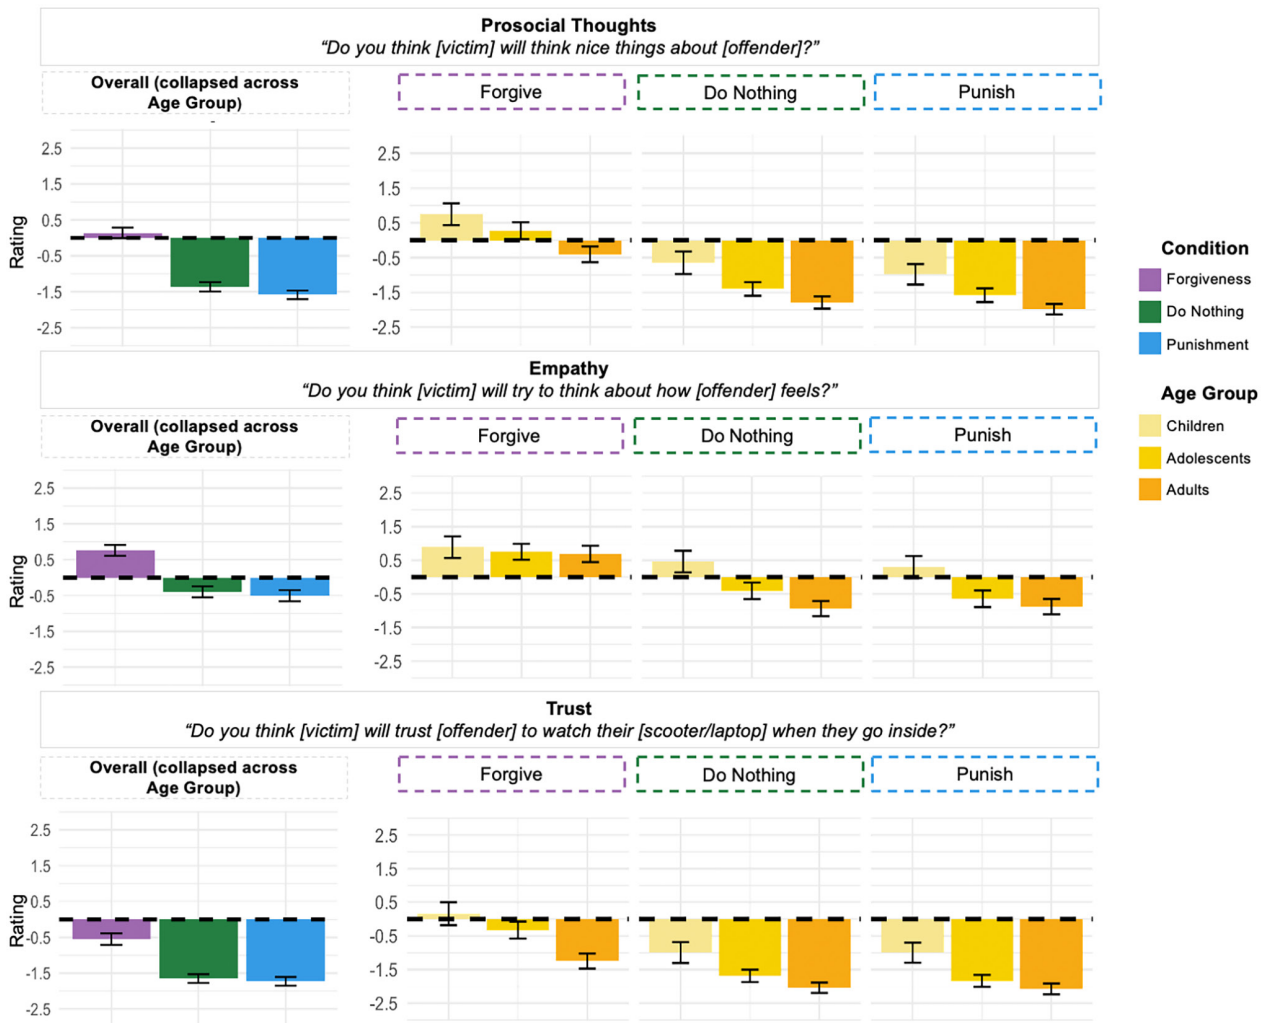 Prosocial Thoughts
“Do you think [victim] will think nice things about [offender]?”
Overall (collapsed across
Age Group)
Forgive
Do Nothing
Punish
Rating
2.5
1.5
0.5
-0.5
-1.5
-2.5
2.5
1.5
0.5
-0.5
-1.5
-2.5
Condition
Forgiveness
Do Nothing
Punishment
Age Group
Children
Adolescents
Adults
Empathy
“Do you think [victim] will try to think about how [offender] feels?”
Overall (collapsed across
Age Group)
Forgive
Do Nothing
Punish
Rating
2.5
1.5
0.5
-0.5
-1.5
-2.5
2.5
1.5
0.5
-0.5
-1.5
-2.5
Trust
“Do you think [victim] will trust [offender] to watch their [scooter/laptop] when they go inside?”
Overall (collapsed across
Age Group)
Forgive
Do Nothing
Punish
Rating
2.5
1.5
0.5
-0.5
-1.5
-2.5
2.5
1.5
0.5
-0.5
-1.5
-2.5